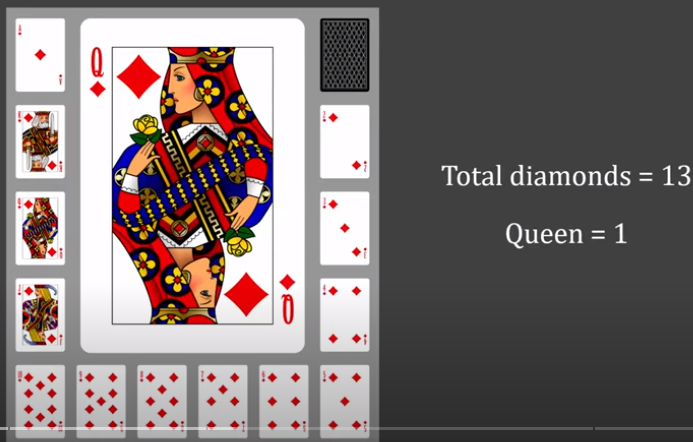 Q
Total diamonds = 13
Queen = 1
Q